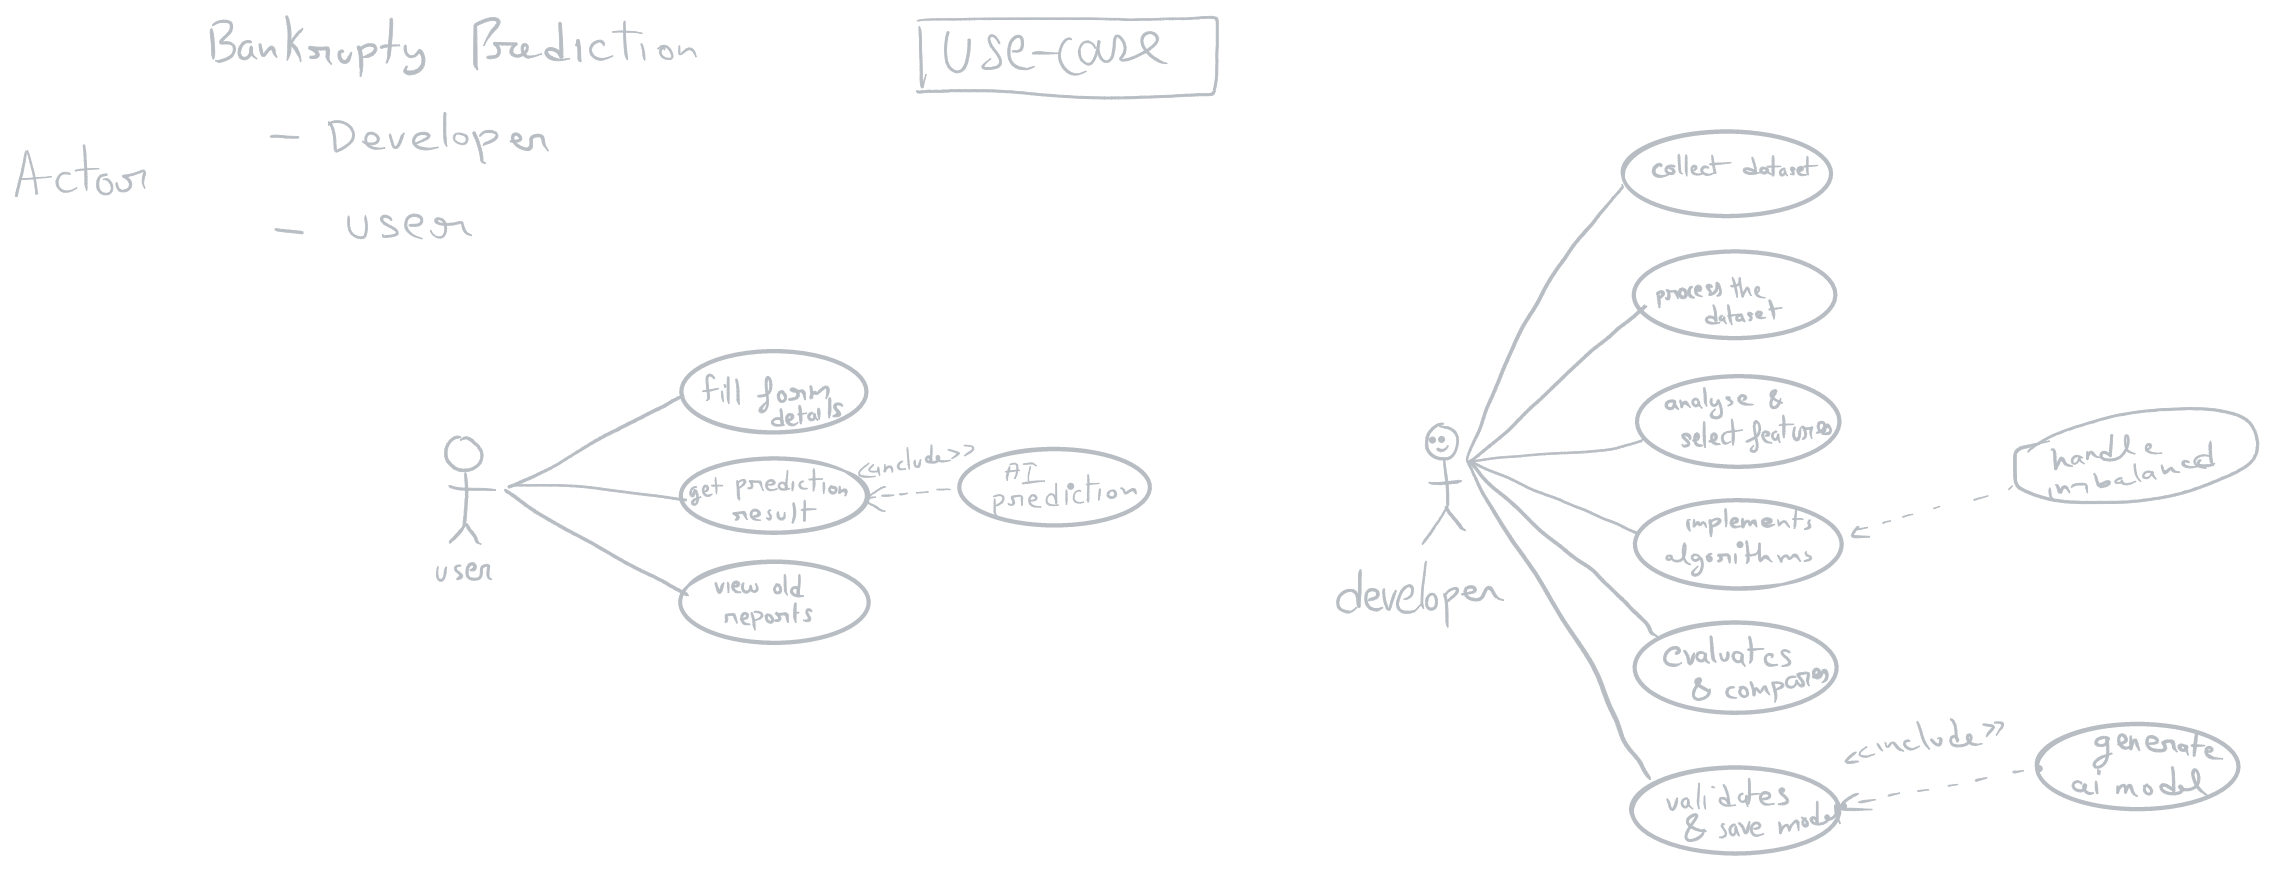 Bankrupty Prediction
use-case
Actour
- Developer
- user
fill form
details
get prediction
result
<<include>>
AI
prediction
view old
reports
user
collect dataset
process the
dataset
analyse &
select features
implements
algorithms
handle
imbalanced
Evaluates
& compares
validates
& save model
<<include>>
generate
ai model
developer